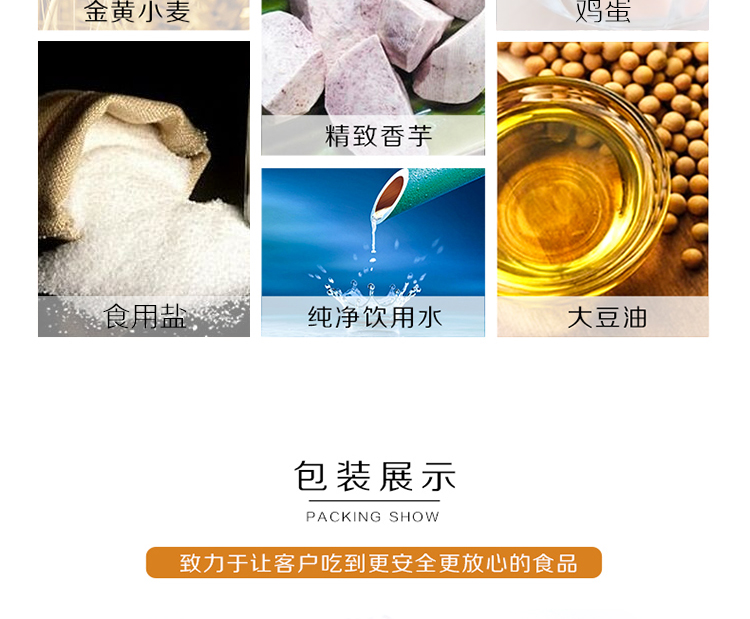 金黄小麦
鸡蛋
精致香芋
食用盐
纯净饮用水
大豆油
包装展示
PACKING SHOW
致力于让客户吃到更安全更放心的食品